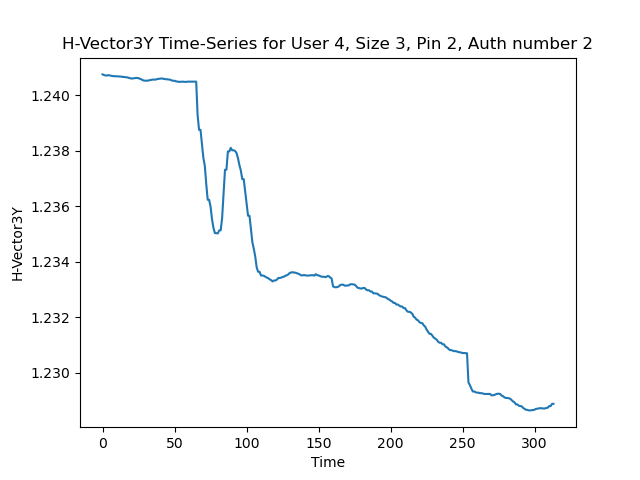 H-Vector3Y Time-Series for User 4, Size 3, Pin 2, Auth number 2
H-Vector3Y
1.240
1.238
1.236
1.234
1.232
1.230
0 50 100 150 200 250 300
Time